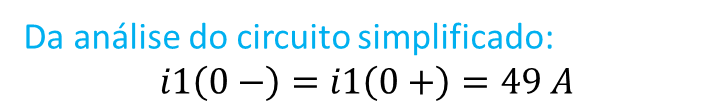 Da análise do circuito simplificado:
i1(0 −) = i1(0 +) = 49 A